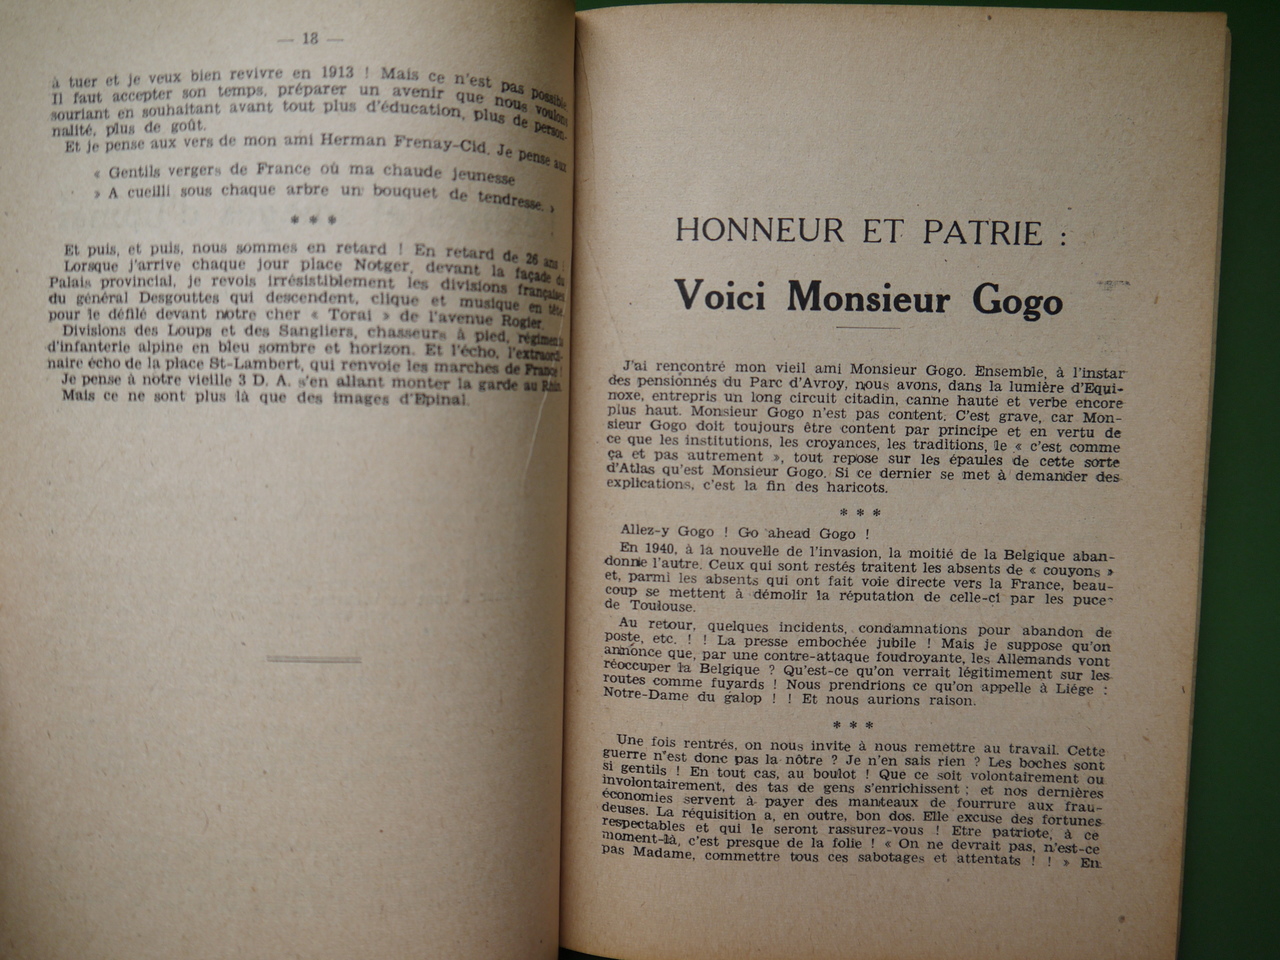 — 18 —
à tuer et je veux bien revivre en 1913 ! Mais ce n'est pas possible.
Il faut accepter son temps, préparer un avenir que nous voulons
souriant en souhaitant avant tout plus d'éducation, plus de person-
nalité, plus de goût.
Et je pense aux vers de mon ami Herman Frenay-Cid. Je pense aux
« Gentils vergers de France où ma chaude jeunesse
» A cueilli sous chaque arbre un bouquet de tendresse. »
* * *
Et puis, et puis, nous sommes en retard ! En retard de 26 ans !
Lorsque j'arrive chaque jour place Notger, devant la façade du
Palais provincial, je revois irrésistiblement les divisions françaises
du général Desgouttes qui descendent, clique et musique en tête
pour le défilé devant notre cher « Torai » de l'avenue Rogier.
Divisions des Loups et des Sangliers, chasseurs à pied, régiments
d'infanterie alpine en bleu sombre et horizon. Et l'écho, l'extraordi-
naire écho de la place St-Lambert, qui renvoie les marches de France !
Je pense à notre vieille 3 D. A. s'en allant monter la garde au Rhin.
Mais ce ne sont plus là que des images d'Epinal.
HONNEUR ET PATRIE :
Voici Monsieur Gogo
J'ai rencontré mon vieil ami Monsieur Gogo. Ensemble, à l'instar
des pensionnés du Parc d'Avroy, nous avons, dans la lumière d'Equi-
noxe, entrepris un long circuit citadin, canne haute et verbe encore
plus haut. Monsieur Gogo n'est pas content. C'est grave, car Mon-
sieur Gogo doit toujours être content par principe et en vertu de
ce que les institutions, les croyances, les traditions, le « c'est comme
ça et pas autrement », tout repose sur les épaules de cette sorte
d'Atlas qu'est Monsieur Gogo. Si ce dernier se met à demander des
explications, c'est la fin des haricots.
* * *
Allez-y Gogo ! Go ahead Gogo !
En 1940, à la nouvelle de l'invasion, la moitié de la Belgique aban-
donne l'autre. Ceux qui sont restés traitent les absents de « couyons »
et, parmi les absents qui ont fait voie directe vers la France, beau-
coup se mettent à démolir la réputation de celle-ci par les puces
de Toulouse.
Au retour, quelques incidents, condamnations pour abandon de
poste, etc. ! ! La presse embochée jubile ! Mais je suppose qu'on
annonce que, par une contre-attaque foudroyante, les Allemands vont
réoccuper la Belgique ? Qu'est-ce qu'on verrait légitimement sur les
routes comme fuyards ! Nous prendrions ce qu'on appelle à Liége :
Notre-Dame du galop ! ! Et nous aurions raison.
* * *
Une fois rentrés, on nous invite à nous remettre au travail. Cette
guerre n'est donc pas la nôtre ? Je n'en sais rien ? Les boches sont
si gentils ! En tout cas, au boulot ! Que ce soit volontairement ou
involontairement, des tas de gens s'enrichissent ; et nos dernières
économies servent à payer des manteaux de fourrure aux frau-
deuses. La réquisition a, en outre, bon dos. Elle excuse des fortunes
respectables et qui le seront rassurez-vous ! Etre patriote, à ce
moment-là, c'est presque de la folie ! « On ne devrait pas, n'est-ce
pas Madame, commettre tous ces sabotages et attentats ! ! » En